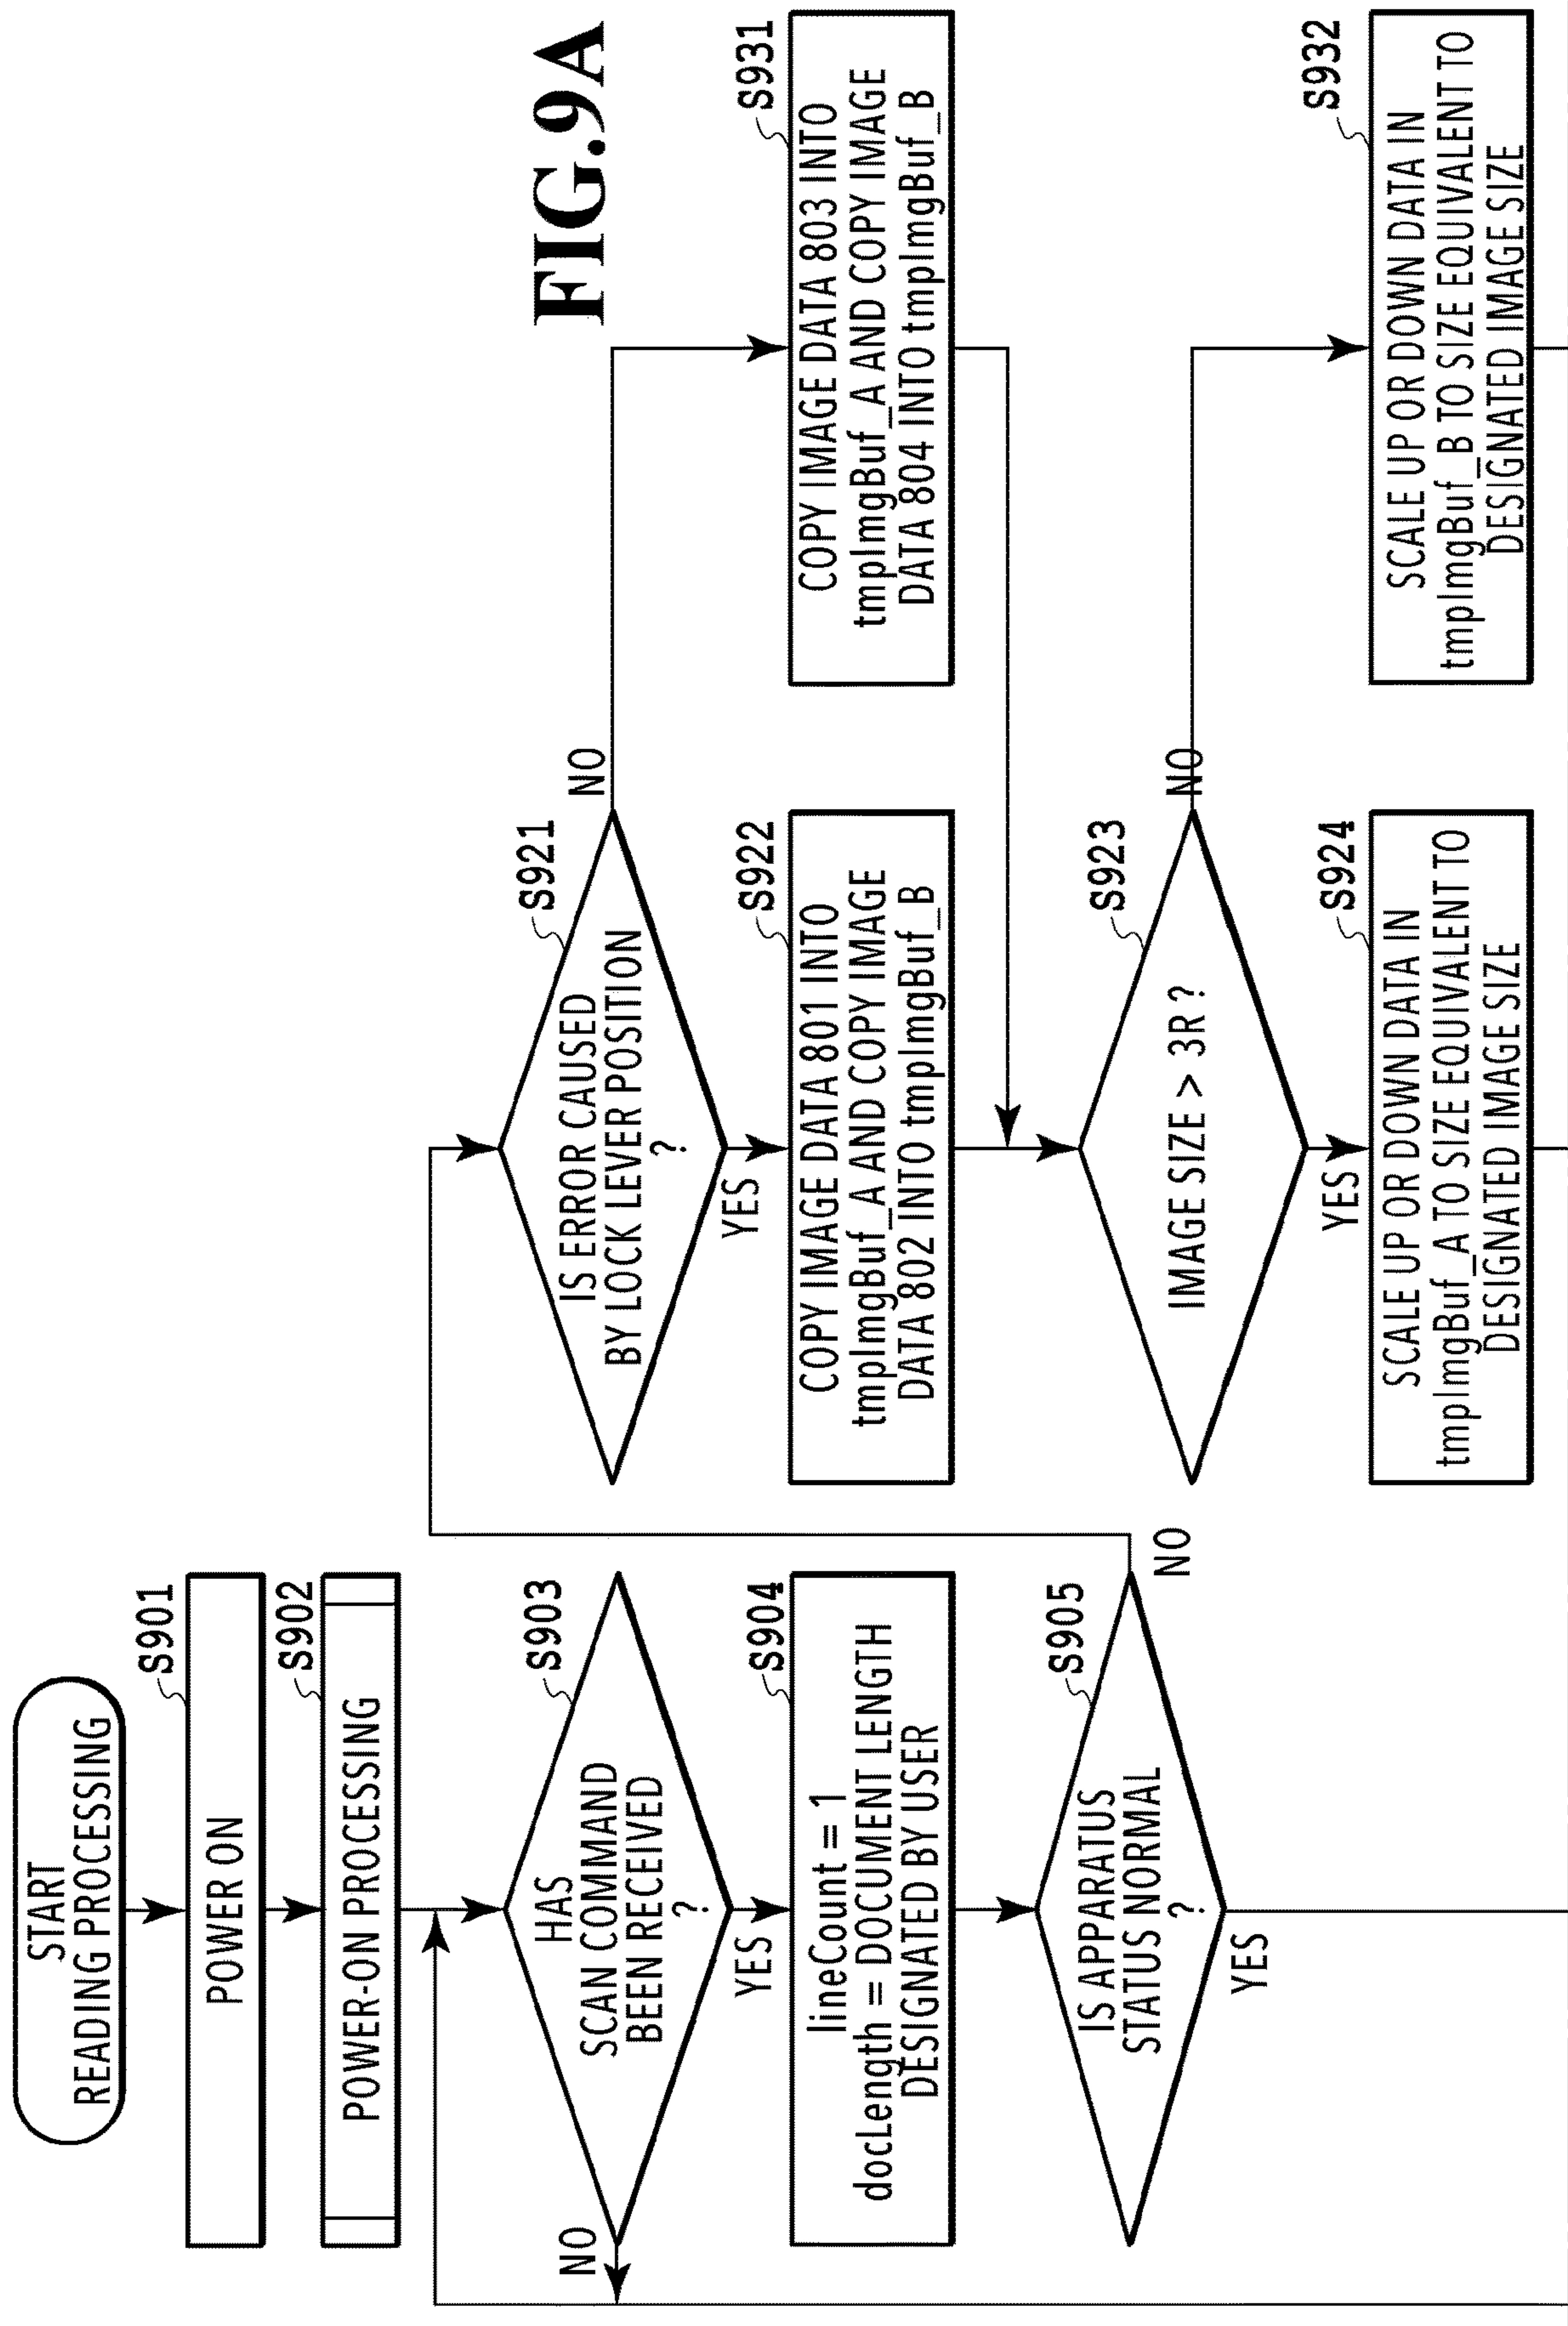 FIG.9A
START
READING PROCESSING
S901
POWER ON
S902
POWER-ON PROCESSING
S903
HAS
SCAN COMMAND
BEEN RECEIVED
?
NO
YES
S904
lineCount = 1
docLength = DOCUMENT LENGTH
DESIGNATED BY USER
S905
IS APPARATUS
STATUS NORMAL
?
NO
YES
S921
IS ERROR CAUSED
BY LOCK LEVER POSITION
?
NO
YES
S922
COPY IMAGE DATA 801 INTO
tmpImgBuf_A AND COPY IMAGE
DATA 802 INTO tmpImgBuf_B
S931
COPY IMAGE DATA 803 INTO
tmpImgBuf_A AND COPY IMAGE
DATA 804 INTO tmpImgBuf_B
S923
IMAGE SIZE > 3R ?
NO
YES
S924
SCALE UP OR DOWN DATA IN
tmpImgBuf_A TO SIZE EQUIVALENT TO
DESIGNATED IMAGE SIZE
S932
SCALE UP OR DOWN DATA IN
tmpImgBuf_B TO SIZE EQUIVALENT TO
DESIGNATED IMAGE SIZE